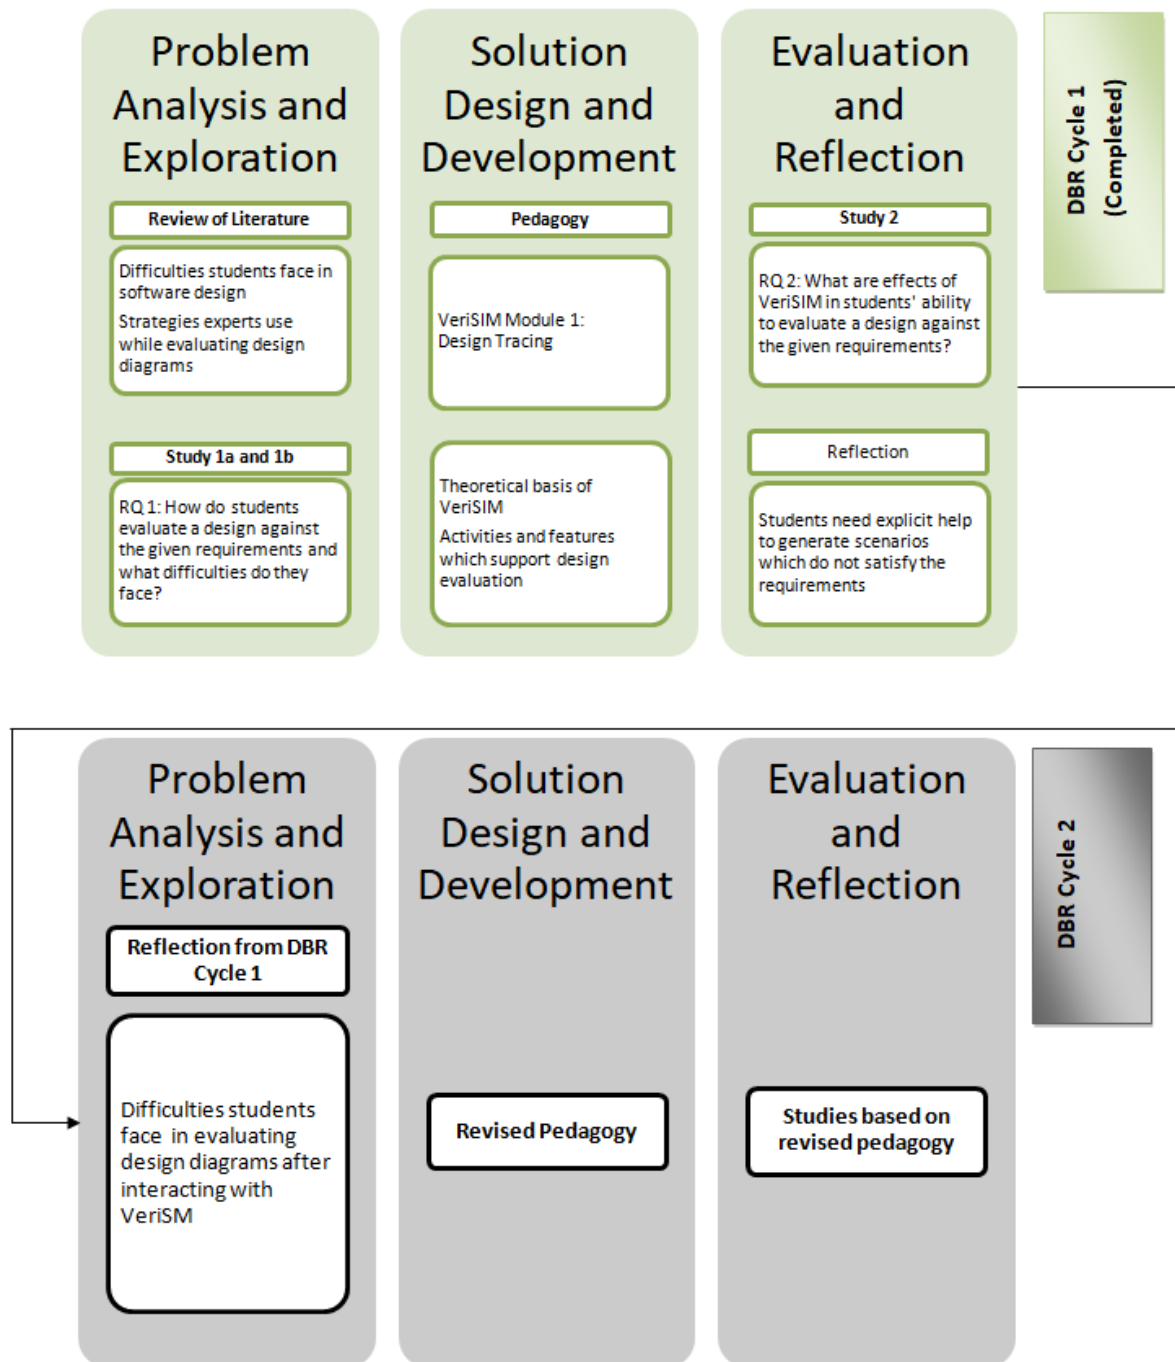 Problem
Analysis and
Exploration
Review of Literature
Difficulties students face in
software design
Strategies experts use
while evaluating design
diagrams
Study 1a and 1b
RQ 1: How do students
evaluate a design against
the given requirements and
what difficulties do they
face?
Solution
Design and
Development
Pedagogy
VeriSIM Module 1:
Design Tracing
Theoretical basis of
VeriSIM
Activities and features
which support design
evaluation
Evaluation
and
Reflection
Study 2
RQ 2: What are effects of
VeriSIM in students' ability
to evaluate a design against
the given requirements?
Reflection
Students need explicit help
to generate scenarios
which do not satisfy the
requirements
DBR Cycle 1
(Completed)
Problem
Analysis and
Exploration
Reflection from DBR
Cycle 1
Difficulties students
face in evaluating
design diagrams after
interacting with
VeriSM
Solution
Design and
Development
Revised Pedagogy
Evaluation
and
Reflection
Studies based on
revised pedagogy
DBR Cycle 2